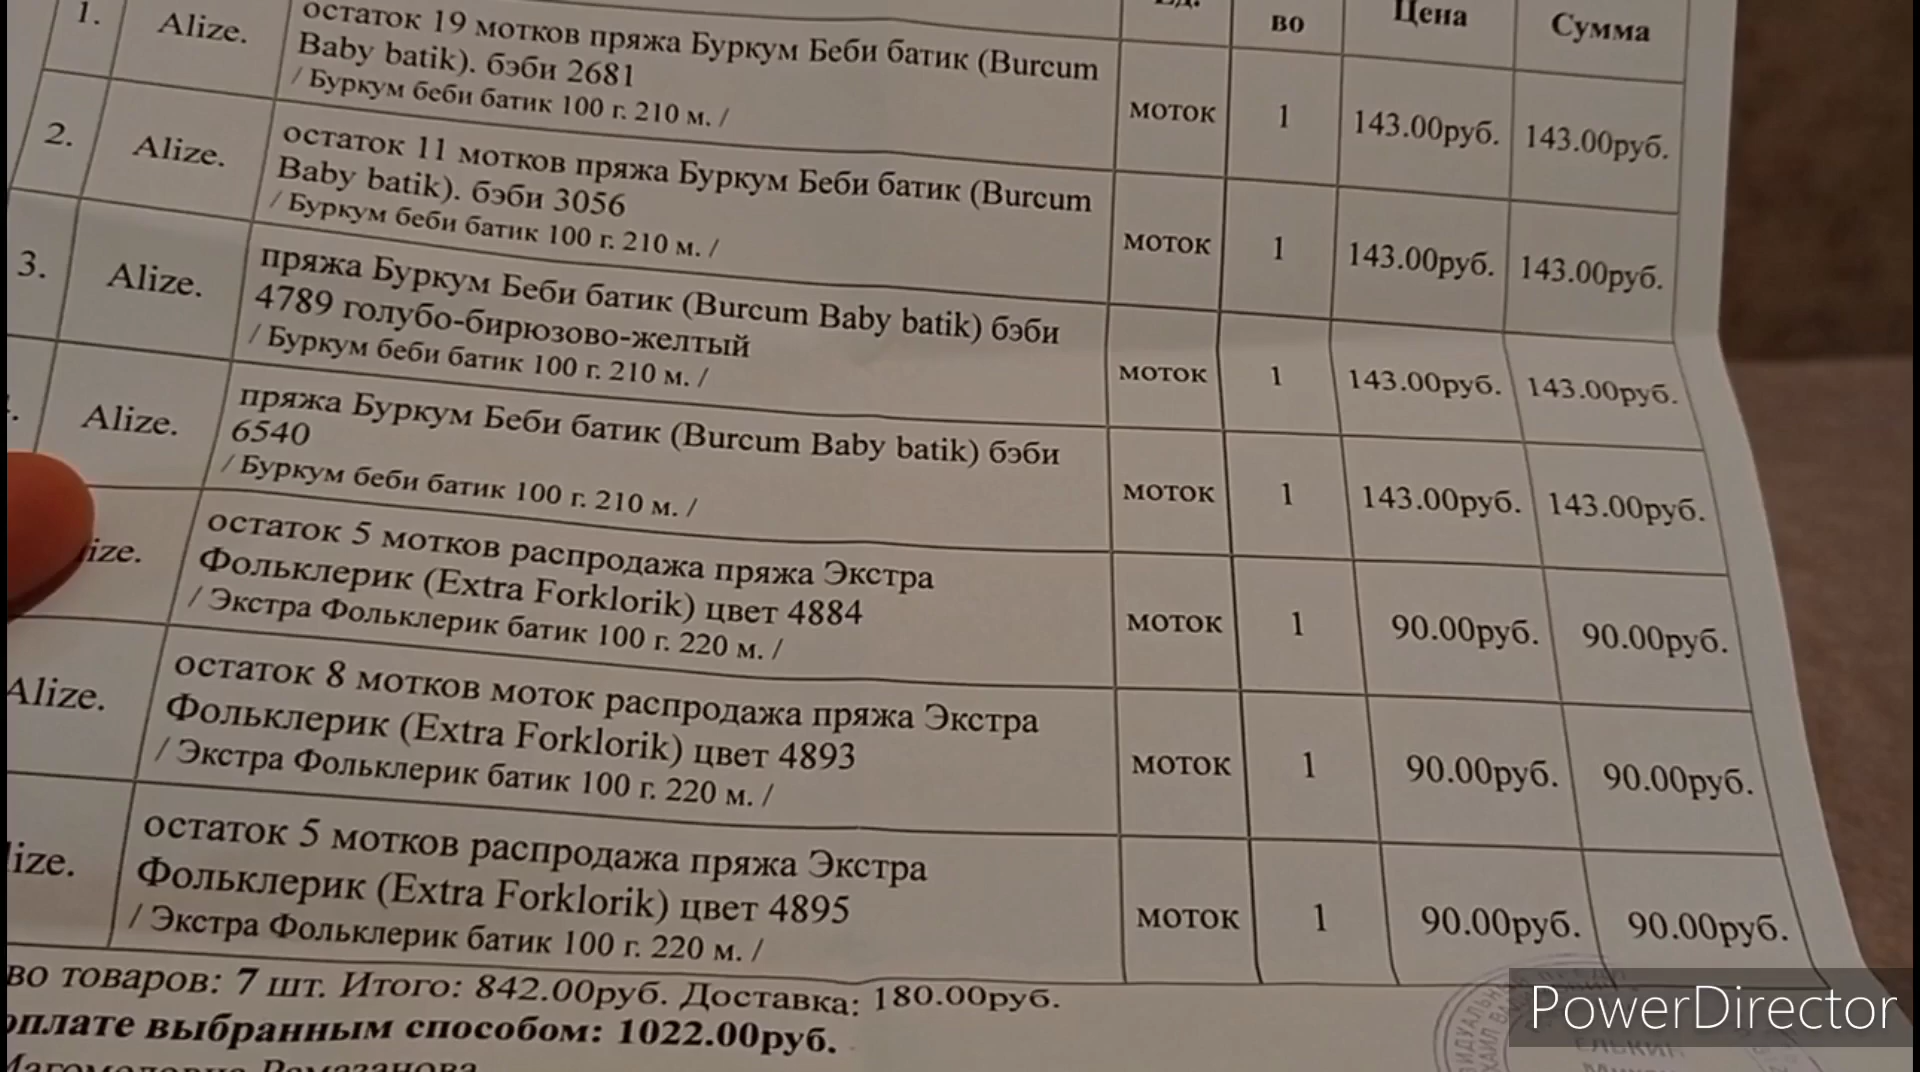 во Цена Сумма
1. Alize. остаток 19 мотков пряжа Буркум Беби батик (Burcum
Baby batik). бэби 2681
/ Буркум беби батик 100 г. 210 м. /
моток 1 143.00руб. 143.00руб.
2. Alize. остаток 11 мотков пряжа Буркум Беби батик (Burcum
Baby batik). бэби 3056
/ Буркум беби батик 100 г. 210 м. /
моток 1 143.00руб. 143.00руб.
3. Alize. пряжа Буркум Беби батик (Burcum Baby batik) бэби
4789 голубо-бирюзово-желтый
/ Буркум беби батик 100 г. 210 м. /
моток 1 143.00руб. 143.00руб.
Alize. пряжа Буркум Беби батик (Burcum Baby batik) бэби
6540
/ Буркум беби батик 100 г. 210 м. /
моток 1 143.00руб. 143.00руб.
ize. остаток 5 мотков распродажа пряжа Экстра
Фольклерик (Extra Forklorik) цвет 4884
/ Экстра Фольклерик батик 100 г. 220 м. /
моток 1 90.00руб. 90.00руб.
Alize. остаток 8 мотков моток распродажа пряжа Экстра
Фольклерик (Extra Forklorik) цвет 4893
/ Экстра Фольклерик батик 100 г. 220 м. /
моток 1 90.00руб. 90.00руб.
lize. остаток 5 мотков распродажа пряжа Экстра
Фольклерик (Extra Forklorik) цвет 4895
/ Экстра Фольклерик батик 100 г. 220 м. /
моток 1 90.00руб. 90.00руб.
во товаров: 7 шт. Итого: 842.00руб. Доставка: 180.00руб.
оплате выбранным способом: 1022.00руб.
PowerDirector